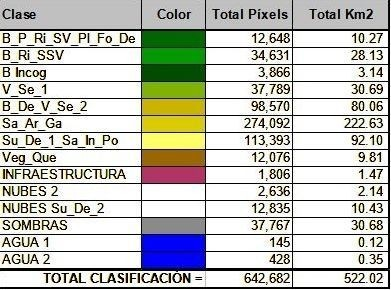 Clase Color Total Píxels Total Km2
B_P_Ri_SV_Pl_Fo_De 12,648 10.27
B_Ri_SSV 34,631 28.13
B Incog 3,866 3.14
V_Se_1 37,789 30.69
B_De_V_Se_2 98,570 80.06
Sa_Ar_Ga 274,092 222.63
Su_De_1_Sa_In_Po 113,393 92.10
Veg_Que 12,076 9.81
INFRAESTRUCTURA 1,806 1.47
NUBES 2 2,636 2.14
NUBES Su_De_2 12,835 10.43
SOMBRAS 37,767 30.68
AGUA 1 145 0.12
AGUA 2 428 0.35
TOTAL CLASIFICACIÓN = 642,682 522.02